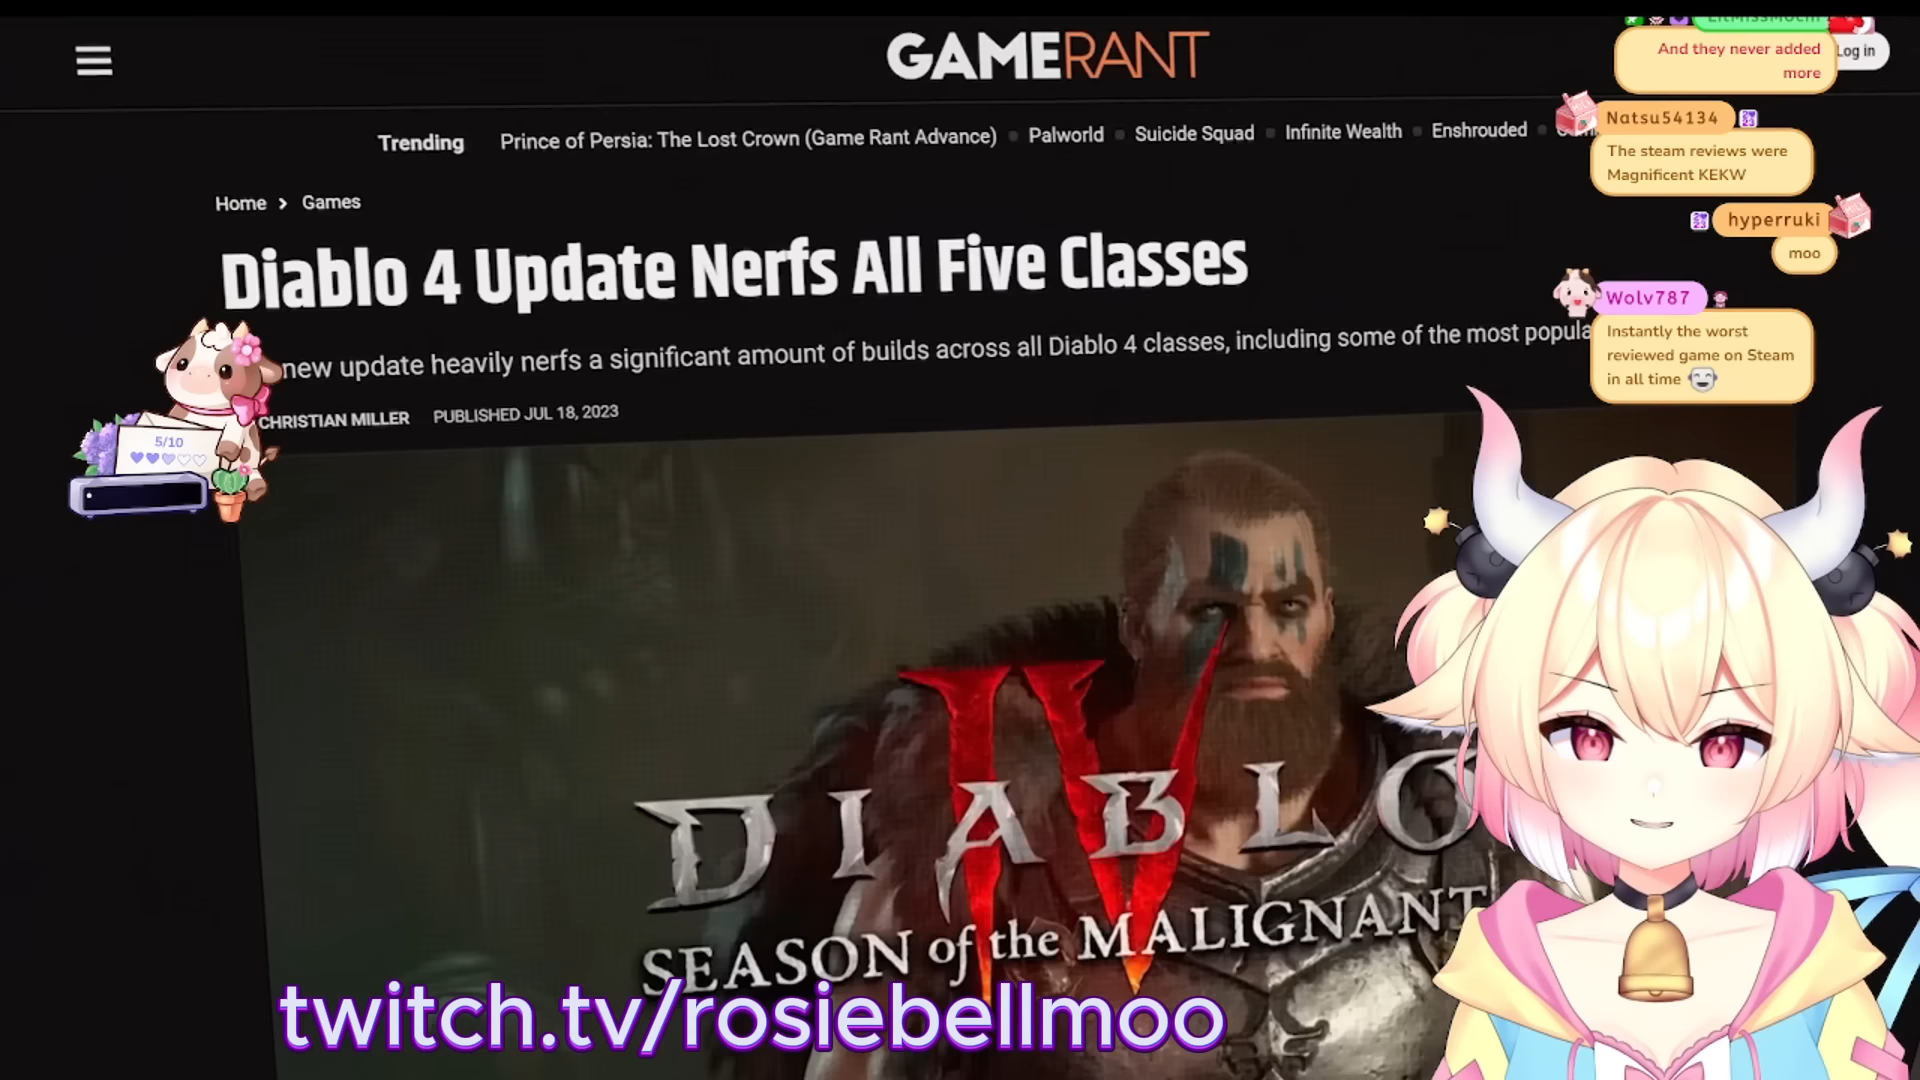 GAMERANT
Log in
Trending Prince of Persia: The Lost Crown (Game Rant Advance) Palworld Suicide Squad Infinite Wealth Enshrouded
Home > Games
Diablo 4 Update Nerfs All Five Classes
new update heavily nerfs a significant amount of builds across all Diablo 4 classes, including some of the most popula
CHRISTIAN MILLER PUBLISHED JUL 18, 2023
5/10
IV
DIABLO
SEASON of the MALIGNANT
twitch.tv/rosiebellmoo
And they never added
more
Natsu54134
The steam reviews were
Magnificent KEKW
hyperruki
moo
Wolv787
Instantly the worst
reviewed game on Steam
in all time